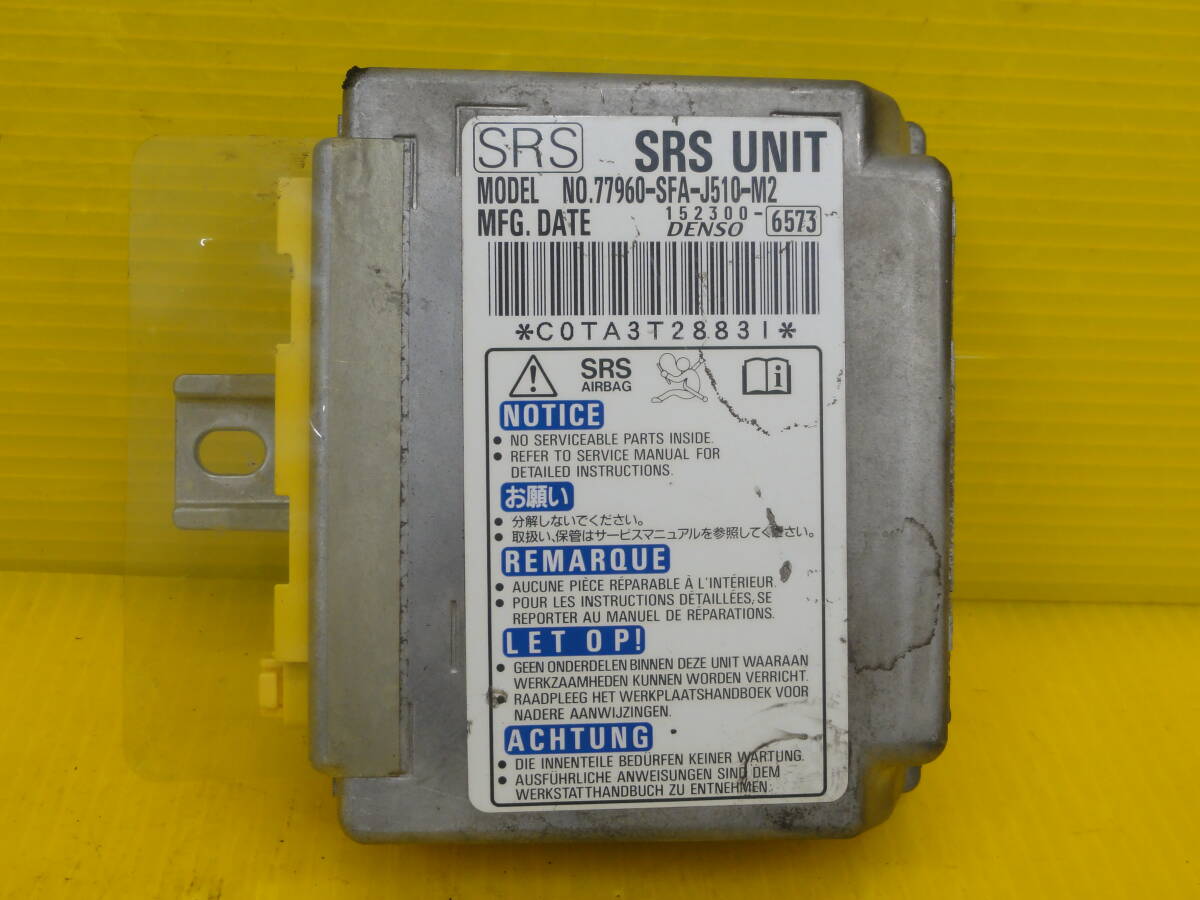 SRS SRS UNIT
MODEL NO.77960-SFA-J510-M2
MFG. DATE 152300-
DENSO 6573
*C0TA3T2883I*
SRS
AIRBAG
i
NOTICE
● NO SERVICEABLE PARTS INSIDE.
● REFER TO SERVICE MANUAL FOR
DETAILED INSTRUCTIONS.
お願い
● 分解しないでください。
● 取扱い、保管はサービスマニュアルを参照してください。
REMARQUE
● AUCUNE PIÈCE RÉPARABLE À L'INTÉRIEUR.
● POUR LES INSTRUCTIONS DÉTAILLÉES, SE
REPORTER AU MANUEL DE RÉPARATIONS.
LET OP!
● GEEN ONDERDELEN BINNEN DEZE UNIT WAARAAN
WERKZAAMHEDEN KUNNEN WORDEN VERRICHT.
● RAADPLEEG HET WERKPLAATSHANDBOEK VOOR
NADERE AANWIJZINGEN.
ACHTUNG
● DIE INNENTEILE BEDÜRFEN KEINER WARTUNG.
● AUSFÜHRLICHE ANWEISUNGEN SIND DEM
WERKSTATTHANDBUCH ZU ENTNEHMEN.